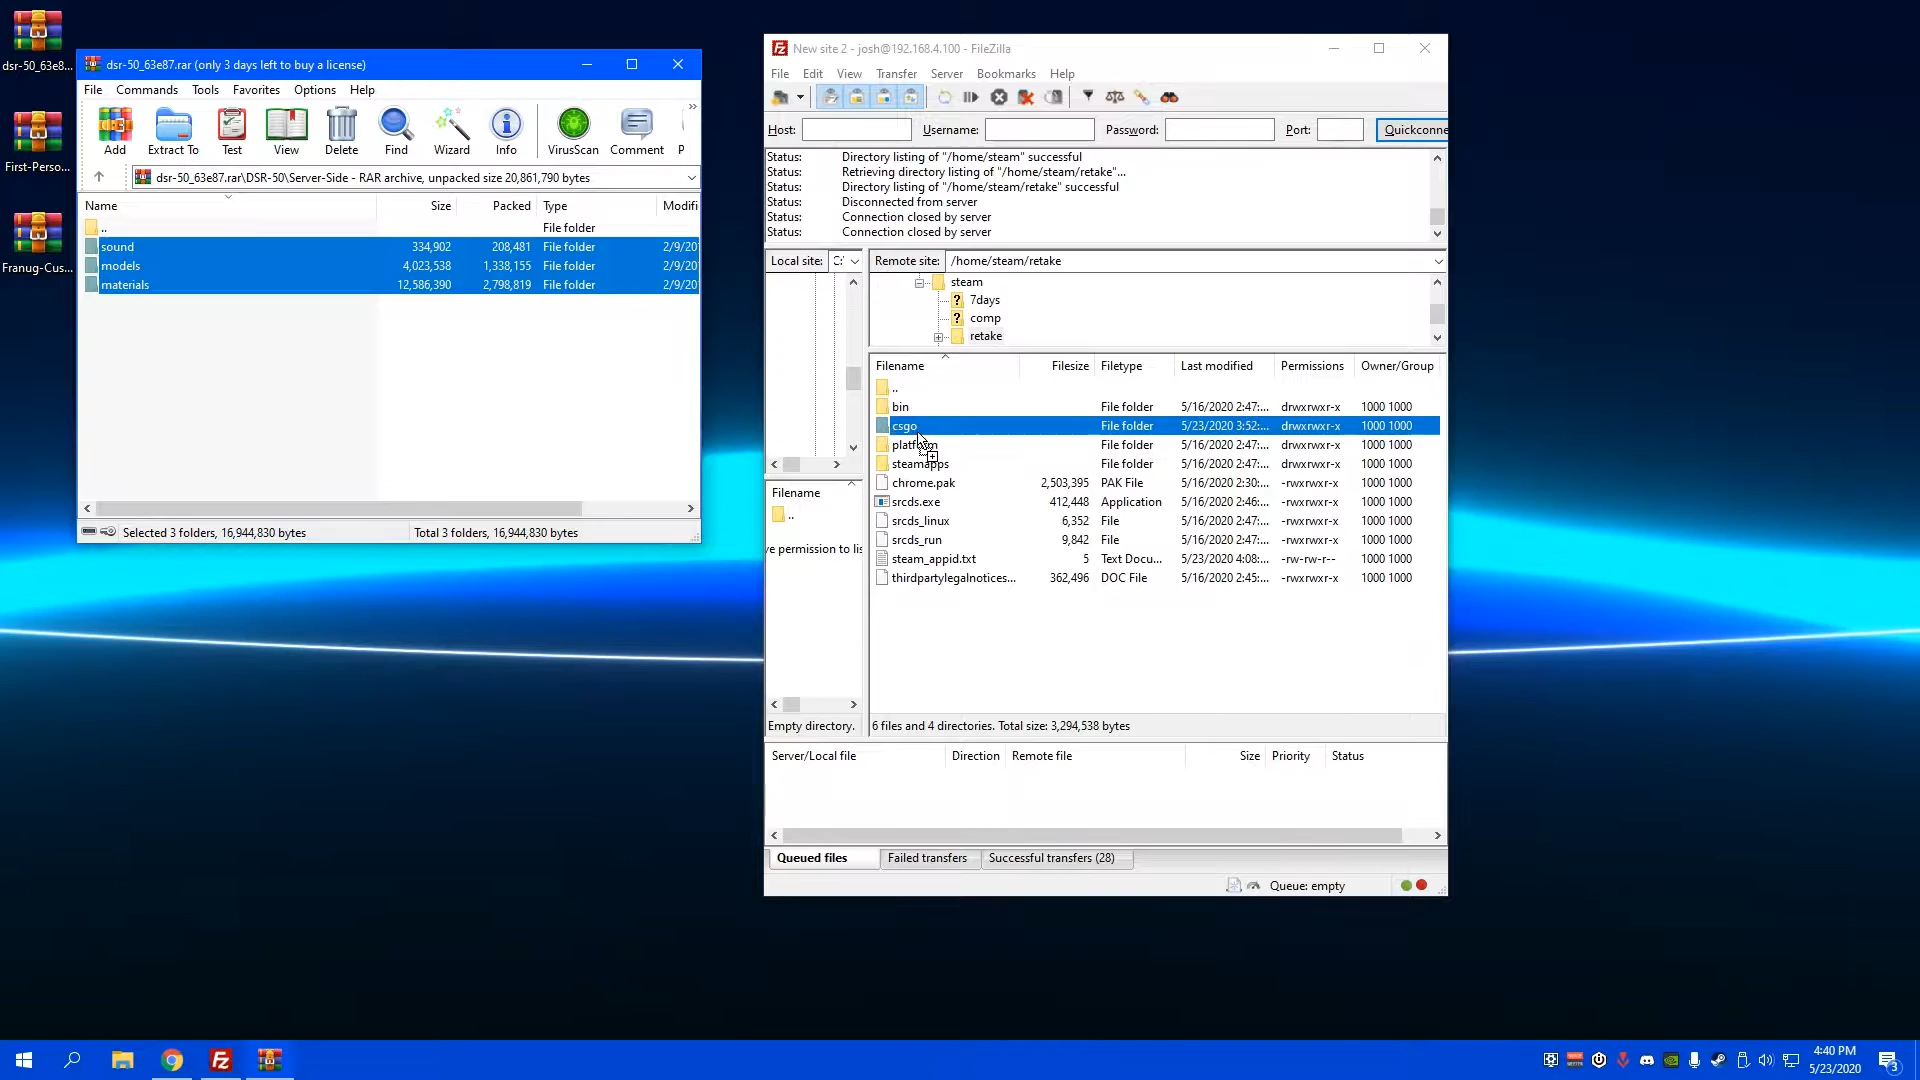 dsr-50_63e8...
First-Perso...
Franug-Cus...
dsr-50_63e87.rar (only 3 days left to buy a license)
File Commands Tools Favorites Options Help
Add Extract To Test View Delete Find Wizard Info VirusScan Comment P
dsr-50_63e87.rar\DSR-50\Server-Side - RAR archive, unpacked size 20,861,790 bytes
Name Size Packed Type Modifi
.. File folder
sound 334,902 208,481 File folder 2/9/20
models 4,023,538 1,338,155 File folder 2/9/20
materials 12,586,390 2,798,819 File folder 2/9/20
Selected 3 folders, 16,944,830 bytes Total 3 folders, 16,944,830 bytes
New site 2 - josh@192.168.4.100 - FileZilla
File Edit View Transfer Server Bookmarks Help
Host: Username: Password: Port: Quickconne
Status: Directory listing of "/home/steam" successful
Status: Retrieving directory listing of "/home/steam/retake"...
Status: Directory listing of "/home/steam/retake" successful
Status: Disconnected from server
Status: Connection closed by server
Status: Connection closed by server
Local site: C:
Remote site: /home/steam/retake
steam
7days
comp
retake
Filename Filesize Filetype Last modified Permissions Owner/Group
..
bin File folder 5/16/2020 2:47:... drwxrwxr-x 1000 1000
csgo File folder 5/23/2020 3:52:... drwxrwxr-x 1000 1000
platform File folder 5/16/2020 2:47:... drwxrwxr-x 1000 1000
steamapps File folder 5/16/2020 2:47:... drwxrwxr-x 1000 1000
chrome.pak 2,503,395 PAK File 5/16/2020 2:30:... -rwxrwxr-x 1000 1000
srcds.exe 412,448 Application 5/16/2020 2:46:... -rwxrwxr-x 1000 1000
srcds_linux 6,352 File 5/16/2020 2:47:... -rwxrwxr-x 1000 1000
srcds_run 9,842 File 5/16/2020 2:47:... -rwxrwxr-x 1000 1000
steam_appid.txt 5 Text Docu... 5/23/2020 4:08:... -rw-rw-r-- 1000 1000
thirdpartylegalnotices... 362,496 DOC File 5/16/2020 2:45:... -rwxrwxr-x 1000 1000
Filename
..
ve permission to lis
Empty directory.
6 files and 4 directories. Total size: 3,294,538 bytes
Server/Local file Direction Remote file Size Priority Status
Queued files Failed transfers Successful transfers (28)
Queue: empty
4:40 PM
5/23/2020
3